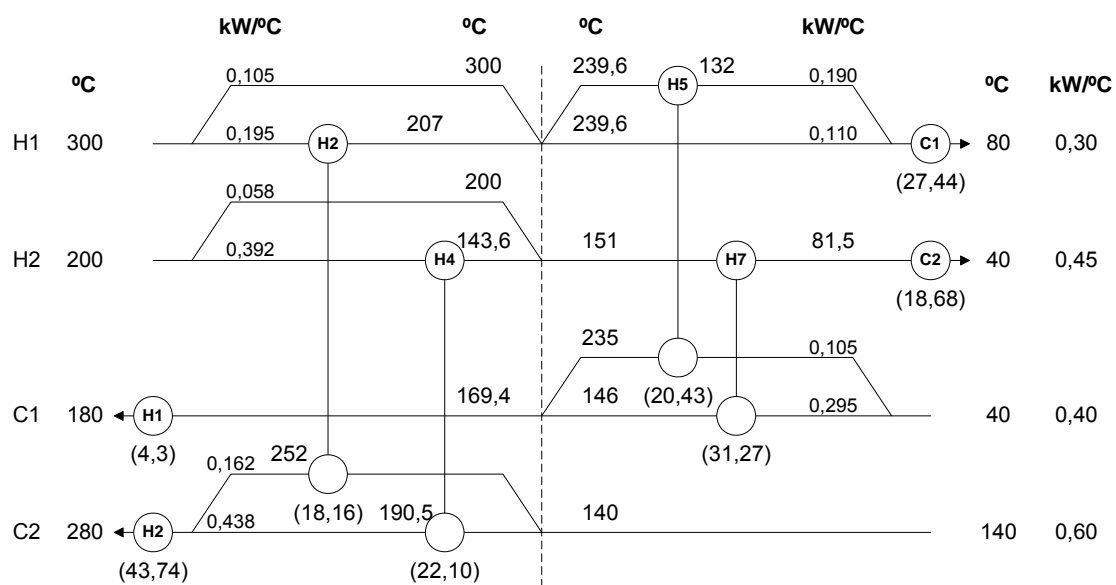 kW/ºC ºC ºC kW/ºC
ºC 0,105 300 239,6 H5 132 0,190 ºC kW/ºC
H1 300 0,195 H2 207 239,6 0,110 C1 80 0,30
(27,44)
0,058 200
H2 200 0,392 H4 143,6 151 H7 81,5 C2 40 0,45
(18,68)
235 0,105
C1 180 H1 169,4 146 (20,43) 0,295 40 0,40
(4,3) (31,27)
0,162 252
C2 280 H2 0,438 (18,16) 190,5 140 140 0,60
(43,74) (22,10)